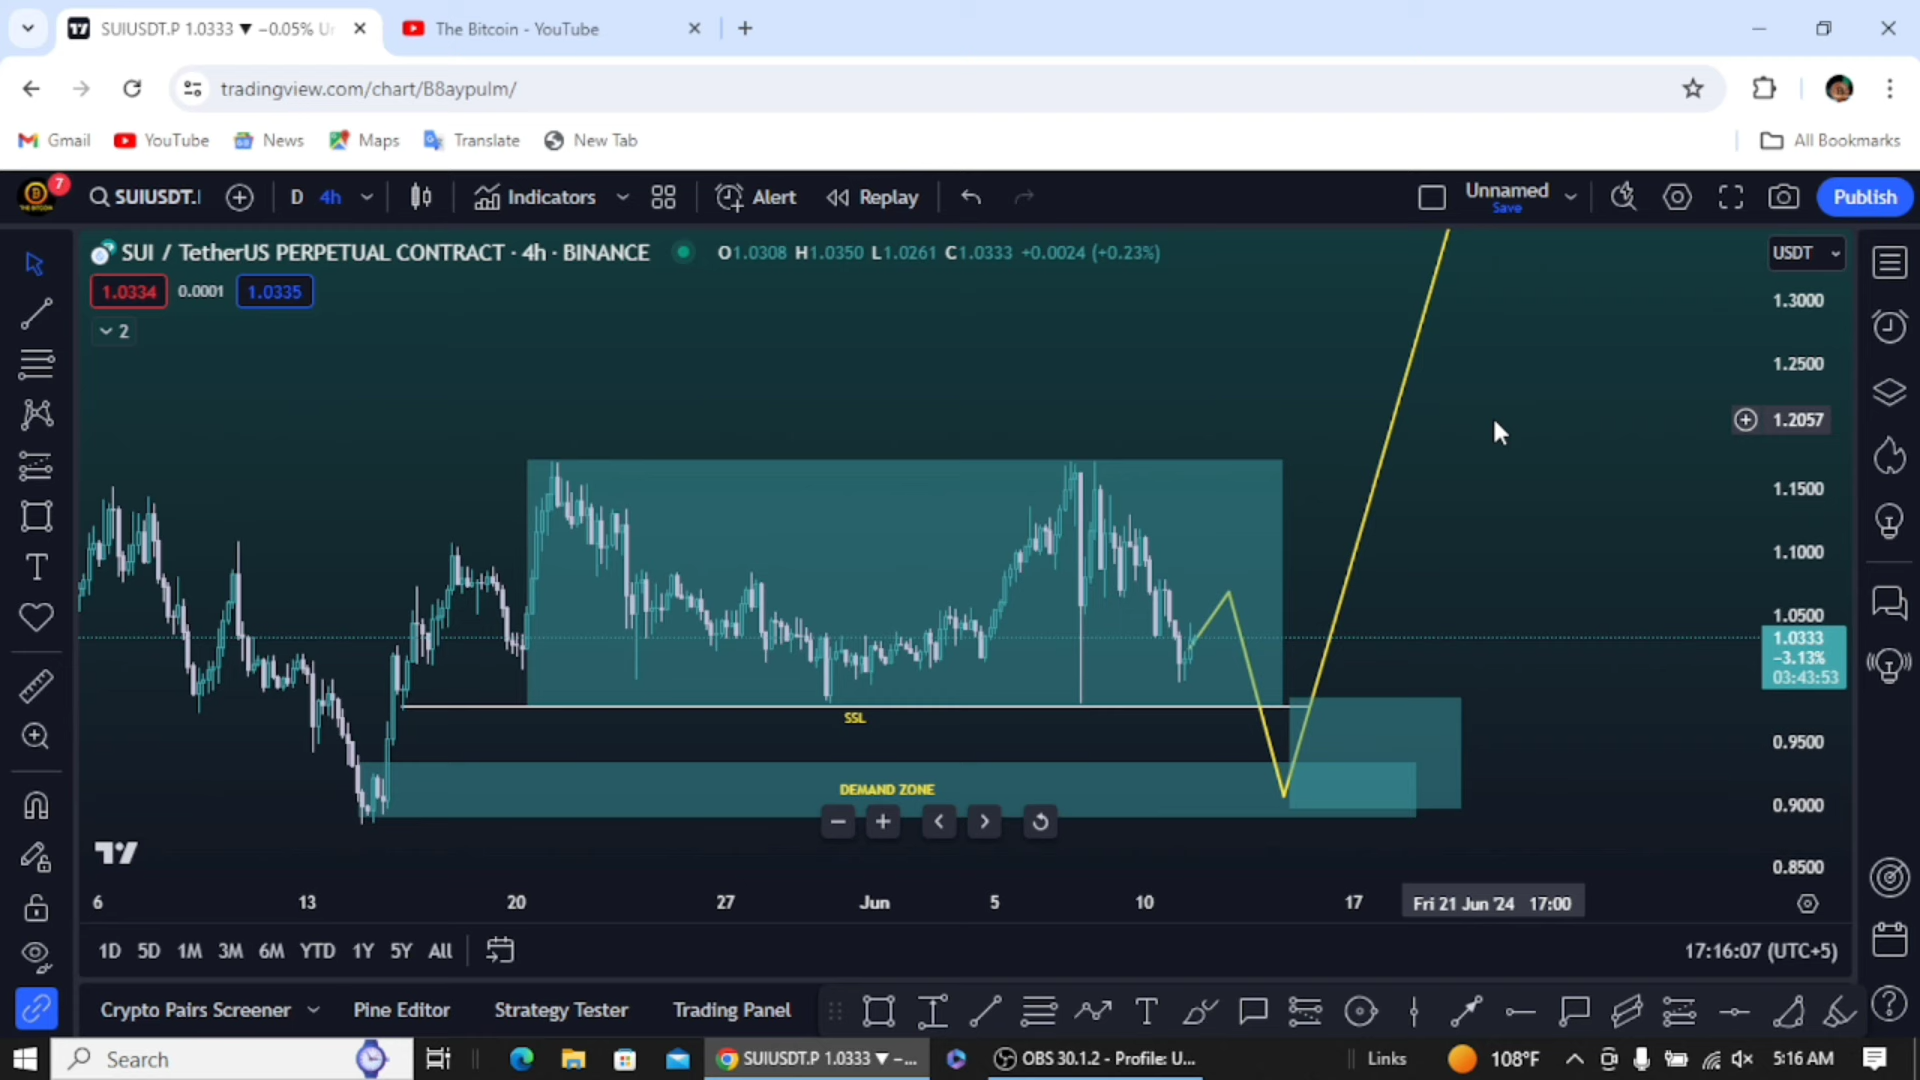 SUIUSDT.P 1.0333 ▼ −0.05% Un
The Bitcoin - YouTube
tradingview.com/chart/B8aypulm/
Gmail
YouTube
News
Maps
Translate
New Tab
All Bookmarks
7
THE BITCOIN
SUIUSDT.
D
4h
Indicators
Alert
Replay
Unnamed
Save
Publish
SUI / TetherUS PERPETUAL CONTRACT · 4h · BINANCE
O1.0308 H1.0350 L1.0261 C1.0333 +0.0024 (+0.23%)
USDT
1.0334
0.0001
1.0335
2
1.3000
1.2500
1.2057
1.1500
1.1000
1.0500
1.0333
−3.13%
03:43:53
0.9500
0.9000
0.8500
SSL
DEMAND ZONE
6
13
20
27
Jun
5
10
17
Fri 21 Jun '24 17:00
1D
5D
1M
3M
6M
YTD
1Y
5Y
All
17:16:07 (UTC+5)
Crypto Pairs Screener
Pine Editor
Strategy Tester
Trading Panel
Search
SUIUSDT.P 1.0333 ▼ −...
OBS 30.1.2 - Profile: U...
Links
108°F
5:16 AM